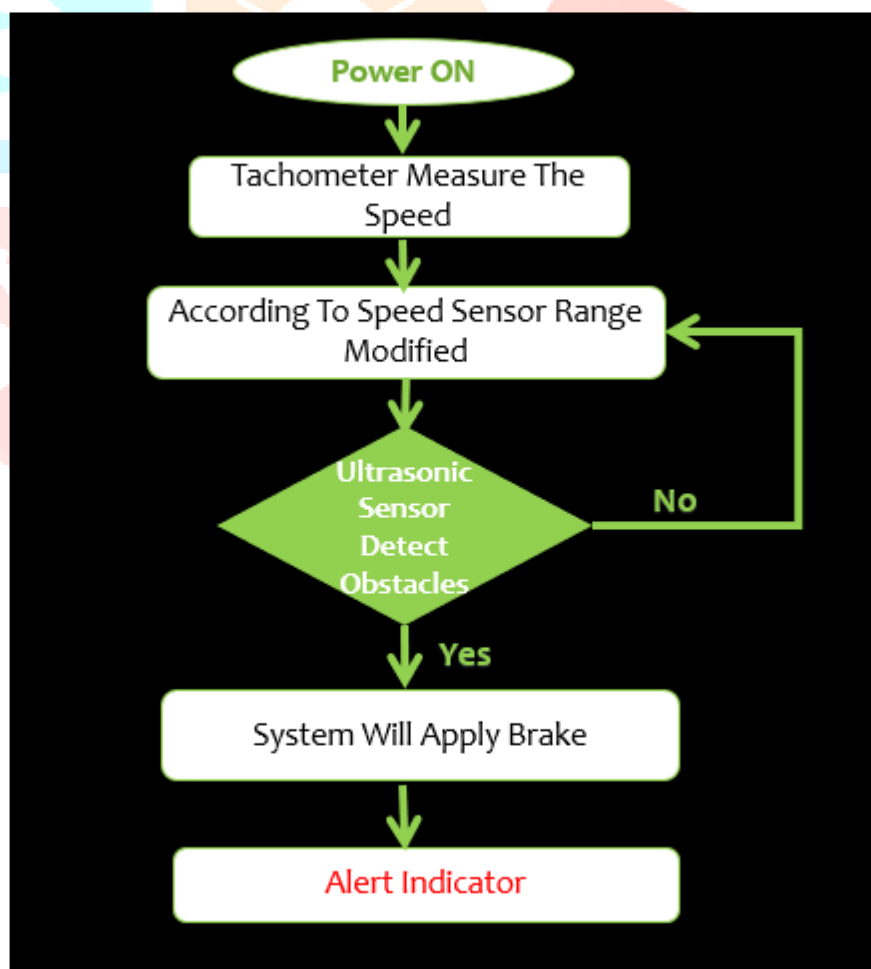 Power ON
Tachometer Measure The
Speed
According To Speed Sensor Range
Modified
Ultrasonic
Sensor
Detect
Obstacles
No
Yes
System Will Apply Brake
Alert Indicator